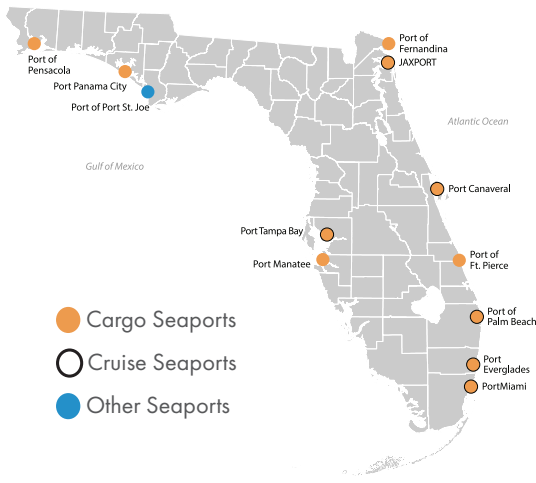 Port of
Fernandina
JAXPORT
Port of
Pensacola
Port Panama City
Port of Port St. Joe
Atlantic Ocean
Gulf of Mexico
Port Canaveral
Port Tampa Bay
Port Manatee
Port of
Ft. Pierce
Port of
Palm Beach
Port
Everglades
PortMiami
Cargo Seaports
Cruise Seaports
Other Seaports